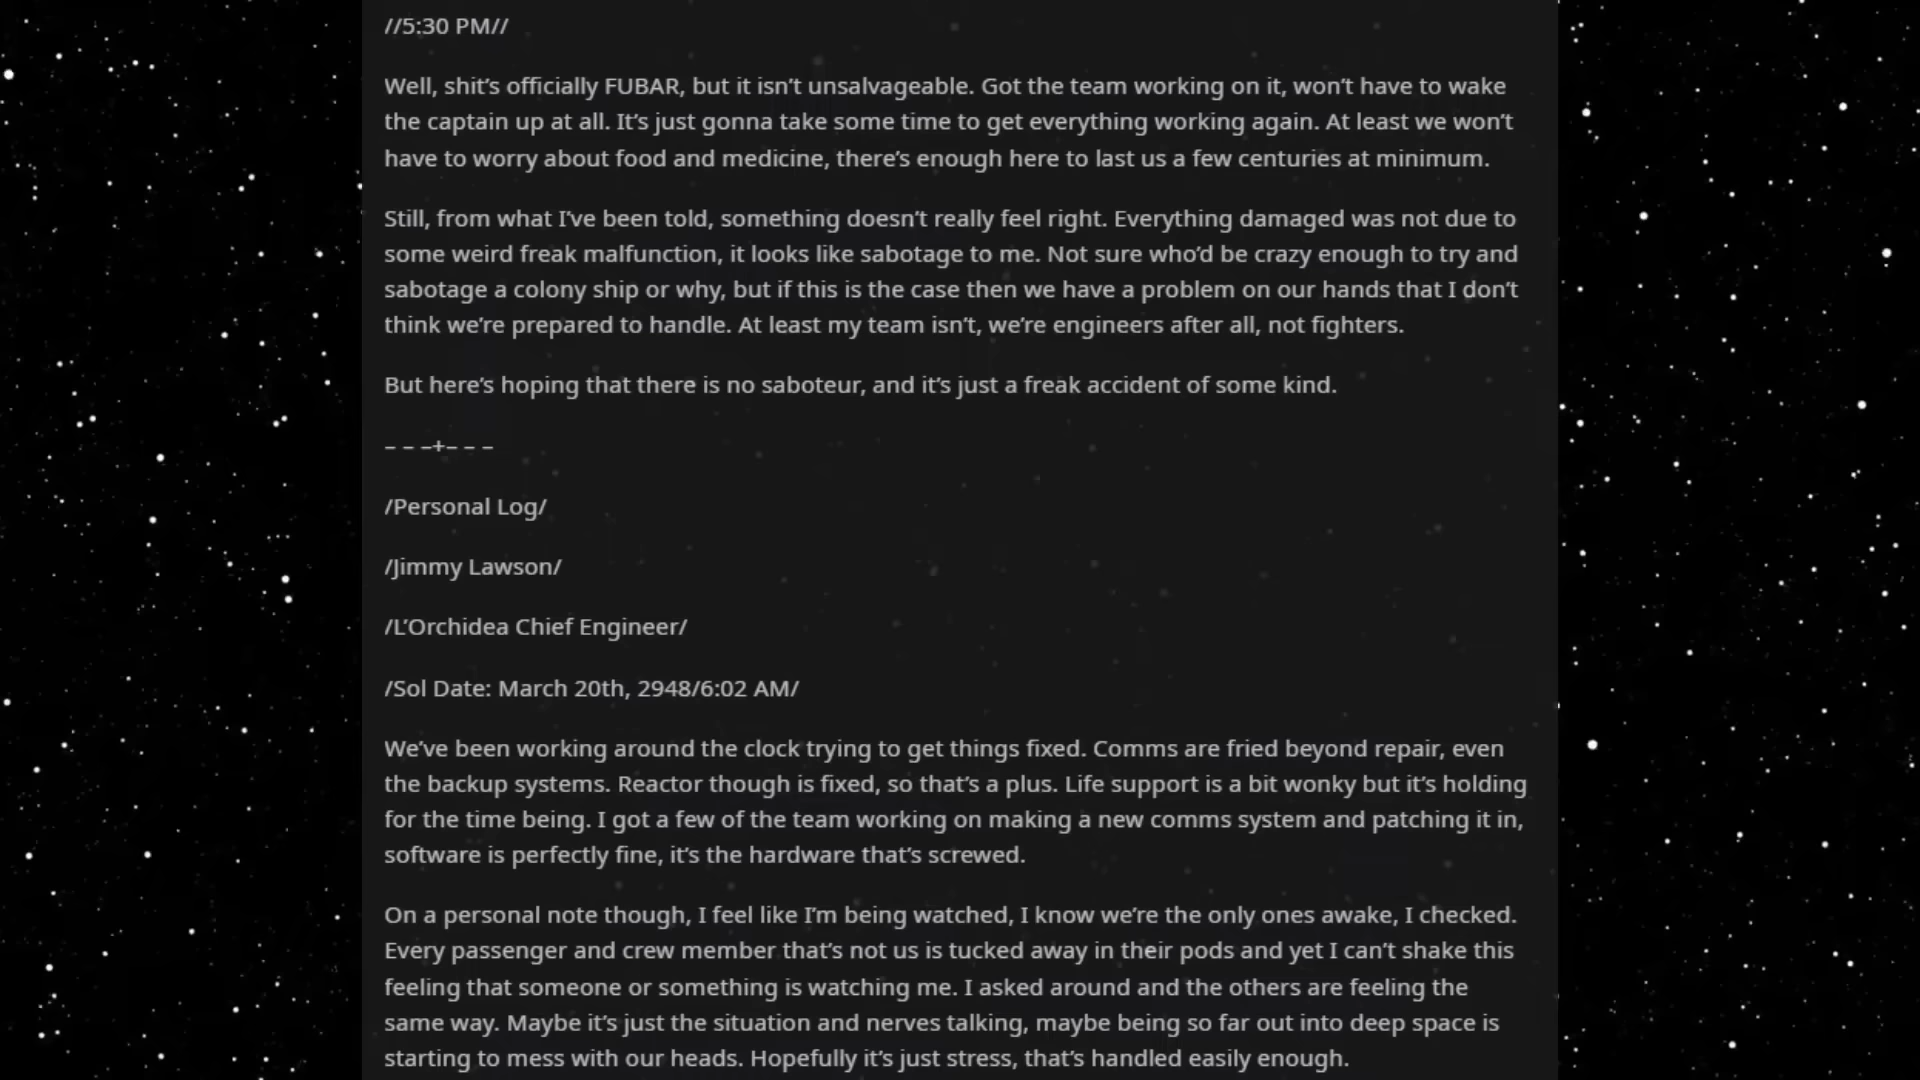 //5:30 PM//
Well, shit’s officially FUBAR, but it isn’t unsalvageable. Got the team working on it, won’t have to wake
the captain up at all. It’s just gonna take some time to get everything working again. At least we won’t
have to worry about food and medicine, there’s enough here to last us a few centuries at minimum.
Still, from what I’ve been told, something doesn’t really feel right. Everything damaged was not due to
some weird freak malfunction, it looks like sabotage to me. Not sure who’d be crazy enough to try and
sabotage a colony ship or why, but if this is the case then we have a problem on our hands that I don’t
think we’re prepared to handle. At least my team isn’t, we’re engineers after all, not fighters.
But here’s hoping that there is no saboteur, and it’s just a freak accident of some kind.
– – –+– – –
/Personal Log/
/Jimmy Lawson/
/L’Orchidea Chief Engineer/
/Sol Date: March 20th, 2948/6:02 AM/
We’ve been working around the clock trying to get things fixed. Comms are fried beyond repair, even
the backup systems. Reactor though is fixed, so that’s a plus. Life support is a bit wonky but it’s holding
for the time being. I got a few of the team working on making a new comms system and patching it in,
software is perfectly fine, it’s the hardware that’s screwed.
On a personal note though, I feel like I’m being watched, I know we’re the only ones awake, I checked.
Every passenger and crew member that’s not us is tucked away in their pods and yet I can’t shake this
feeling that someone or something is watching me. I asked around and the others are feeling the
same way. Maybe it’s just the situation and nerves talking, maybe being so far out into deep space is
starting to mess with our heads. Hopefully it’s just stress, that’s handled easily enough.